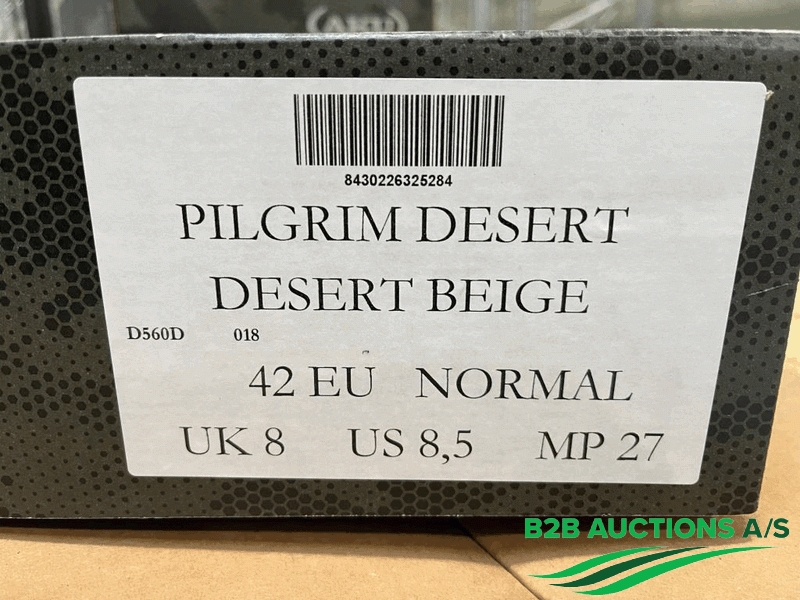 (AKU)
8430226325284
PILGRIM DESERT
DESERT BEIGE
D560D 018
42 EU NORMAL
UK 8 US 8,5 MP 27
B2B AUCTIONS A/S